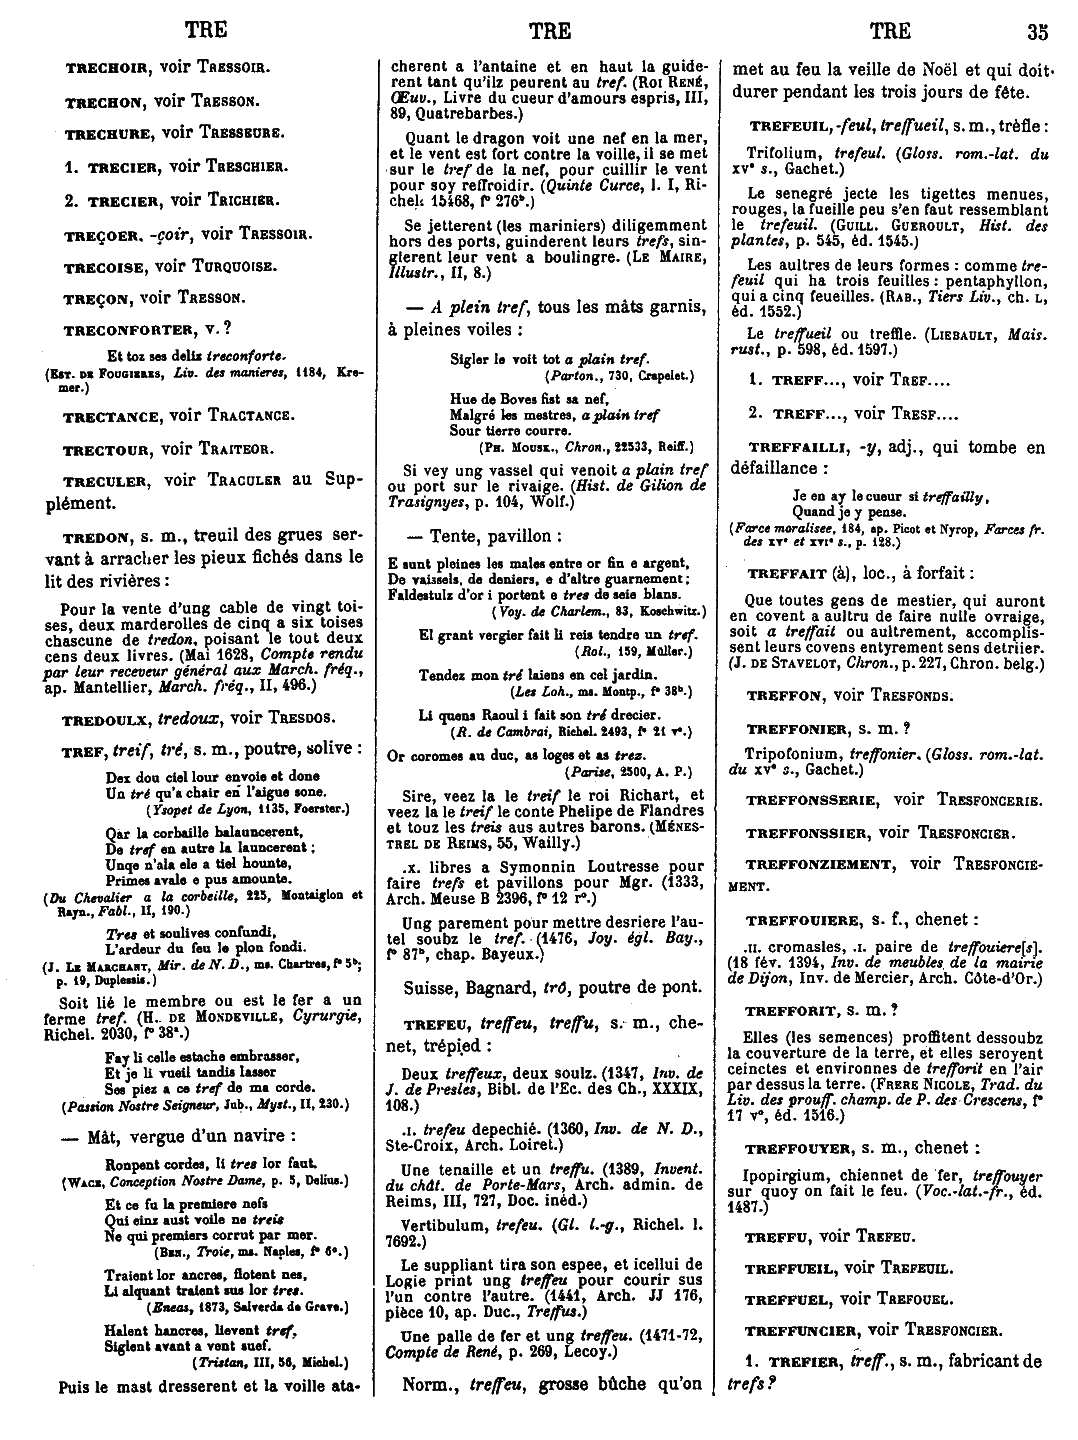 TRE
TRE
TRE
35
TRECHOIR, voir TRESSOIR.
TRECHON, voir TRESSON.
TRECHURE, voir TRESSEURE.
1. TRECIER, voir TRESCHIER.
2. TRECIER, voir TRICHIER.
TREÇOER, -çoir, voir TRESSOIR.
TRECOISE, voir TURQUOISE.
TREÇON, voir TRESSON.
TRECONFORTER, v. ?
Et toz ses deliz treconforte.
(EST. DE FOUGIERES, Liv. des manieres, 1184, Kre-
mer.)
TRECTANCE, voir TRACTANCE.
TRECTOUR, voir TRAITEOR.
TRECULER, voir TRACULER au Sup-
plément.
TREDON, s. m., treuil des grues ser-
vant à arracher les pieux fichés dans le
lit des rivières :
Pour la vente d'ung cable de vingt toi-
ses, deux marderolles de cinq a six toises
chascune de tredon, poisant le tout deux
cens deux livres. (Mai 1628, Compte rendu
par leur receveur général aux March. fréq.,
ap. Mantellier, March. fréq., II, 496.)
TREDOULX, tredoux, voir TRESDOS.
TREF, treif, tré, s. m., poutre, solive :
Dex dou ciel lour envoie et done
Un tré qu'a chair en l'aigue sone.
(Ysopet de Lyon, 1135, Foerster.)
Qar la corbaille balauncerent,
De tref en autre la launcerent ;
Unqe n'ala ele a tiel hounte,
Primes avale e pus amounte.
(Du Chevalier a la corbeille, 225, Montaiglon et
Rayn., Fabl., II, 190.)
Tres et soulives confundi,
L'ardeur du feu le plon fondi.
(J. LE MARCHANT, Mir. de N. D., ms. Chartres, fº 5ᵇ;
p. 19, Duplessis.)
Soit lié le membre ou est le fer a un
ferme tref. (H. DE MONDEVILLE, Cyrurgie,
Richel. 2030, fº 38ᵃ.)
Fay li celle estache embrasser,
Et je li vueil tandis lasser
Ses piez a ce tref de ma corde.
(Passion Nostre Seigneur, Jub., Myst., II, 230.)
— Mât, vergue d'un navire :
Ronpent cordes, li tres lor faut.
(WACE, Conception Nostre Dame, p. 5, Delius.)
Et ce fu la premiere nefs
Qui einz aust voile ne treis
Ne qui premiers corrut par mer.
(BEN., Troie, ms. Naples, fº 6ᵉ.)
Traient lor ancres, flotent nes,
Li alquant traient sus lor tres.
(Eneas, 1873, Salverda de Grave.)
Halent hancres, lievent tref,
Siglent avant a vent suef.
(Tristan, III, 56, Michel.)
Puis le mast dresserent et la voille ata-
cherent a l'antaine et en haut la guide-
rent tant qu'ilz peurent au tref. (ROI RENÉ,
Œuv., Livre du cueur d'amours espris, III,
89, Quatrebarbes.)
Quant le dragon voit une nef en la mer,
et le vent est fort contre la voille, il se met
sur le tref de la nef, pour cuillir le vent
pour soy reffroidir. (Quinte Curce, l. I, Ri-
chel. 15468, fº 276ᵇ.)
Se jetterent (les mariniers) diligemment
hors des ports, guinderent leurs trefs, sin-
glerent leur vent a boulingre. (LE MAIRE,
Illustr., II, 8.)
— A plein tref, tous les mâts garnis,
à pleines voiles :
Sigler le voit tot a plain tref.
(Parton., 730, Crapelet.)
Hue de Boves fist sa nef,
Malgré les mestres, a plain tref
Sour tierre courre.
(PH. MOUSK., Chron., 22533, Reiff.)
Si vey ung vassel qui venoit a plain tref
ou port sur le rivaige. (Hist. de Gilion de
Trasignyes, p. 104, Wolf.)
— Tente, pavillon :
E sunt pleines les males entre or fin e argent,
De vaissels, de deniers, e d'altre guarnement ;
Faldestulz d'or i portent e tres de seie blans.
(Voy. de Charlem., 83, Koschwitz.)
El grant vergier fait li reis tendre un tref.
(Rol., 159, Müller.)
Tendez mon tré laiens en cel jardin.
(Les Loh., ms. Montp., fº 38ᵇ.)
Li quens Raoul i fait son tré drecier.
(R. de Cambrai, Richel. 2493, fº 21 vº.)
Or coromes au duc, as loges et as trez.
(Parise, 2500, A. P.)
Sire, veez la le treif le roi Richart, et
veez la le treif le conte Phelipe de Flandres
et touz les treis aus autres barons. (MÉNES-
TREL DE REIMS, 55, Wailly.)
.x. libres a Symonnin Loutresse pour
faire trefs et pavillons pour Mgr. (1333,
Arch. Meuse B 2396, fº 12 rº.)
Ung parement pour mettre desriere l'au-
tel soubz le tref. (1476, Joy. égl. Bay.,
fº 87ᵇ, chap. Bayeux.)
Suisse, Bagnard, trô, poutre de pont.
TREFEU, treffeu, treffu, s. m., che-
net, trépied :
Deux treffeux, deux soulz. (1347, Inv. de
J. de Presles, Bibl. de l'Ec. des Ch., XXXIX,
108.)
.I. trefeu depechié. (1360, Inv. de N. D.,
Ste-Croix, Arch. Loiret.)
Une tenaille et un treffu. (1389, Invent.
du chât. de Porte-Mars, Arch. admin. de
Reims, III, 727, Doc. inéd.)
Vertibulum, trefeu. (Gl. l.-g., Richel. l.
7692.)
Le suppliant tira son espee, et icellui de
Logie print ung treffeu pour courir sus
l'un contre l'autre. (1441, Arch. JJ 176,
pièce 10, ap. Duc., Treffus.)
Une palle de fer et ung treffeu. (1471-72,
Compte de René, p. 269, Lecoy.)
Norm., treffeu, grosse bûche qu'on
met au feu la veille de Noël et qui doit
durer pendant les trois jours de fête.
TREFEUIL, -feul, treffueil, s. m., trèfle :
Trifolium, trefeul. (Gloss. rom.-lat. du
XVᵉ s., Gachet.)
Le senegré jecte les tigettes menues,
rouges, la fueille peu s'en faut ressemblant
le trefeuil. (GUILL. GUEROULT, Hist. des
plantes, p. 545, éd. 1545.)
Les aultres de leurs formes : comme tre-
feuil qui ha trois feuilles : pentaphyllon,
qui a cinq feueilles. (RAB., Tiers Liv., ch. L,
éd. 1552.)
Le treffueil ou treffle. (LIEBAULT, Mais.
rust., p. 598, éd. 1597.)
1. TREFF..., voir TREF....
2. TREFF..., voir TRESF....
TREFFAILLI, -y, adj., qui tombe en
défaillance :
Je en ay le cueur si treffailly,
Quand je y pense.
(Farce moralisee, 184, ap. Picot et Nyrop, Farces fr.
des XVᵉ et XVIᵉ s., p. 128.)
TREFFAIT (à), loc., à forfait :
Que toutes gens de mestier, qui auront
en covent a aultru de faire nulle ovraige,
soit a treffait ou aultrement, accomplis-
sent leurs covens entyrement sens detriier.
(J. DE STAVELOT, Chron., p. 227, Chron. belg.)
TREFFON, voir TRESFONDS.
TREFFONIER, s. m. ?
Tripofonium, treffonier. (Gloss. rom.-lat.
du XVᵉ s., Gachet.)
TREFFONSSERIE, voir TRESFONCERIE.
TREFFONSSIER, voir TRESFONCIER.
TREFFONZIEMENT, voir TRESFONCIE-
MENT.
TREFFOUIERE, s. f., chenet :
.II. cromasles, .I. paire de treffouiere[s].
(18 fév. 1394, Inv. de meubles de la mairie
de Dijon, Inv. de Mercier, Arch. Côte-d'Or.)
TREFFORIT, s. m. ?
Elles (les semences) proffitent dessoubz
la couverture de la terre, et elles seroyent
ceinctes et environnes de trefforit en l'air
par dessus la terre. (FRERE NICOLE, Trad. du
Liv. des prouff. champ. de P. des Crescens, fº
17 vº, éd. 1516.)
TREFFOUYER, s. m., chenet :
Ipopirgium, chiennet de fer, treffouyer
sur quoy on fait le feu. (Voc.-lat.-fr., éd.
1487.)
TREFFU, voir TREFEU.
TREFFUEIL, voir TREFEUIL.
TREFFUEL, voir TREFOUEL.
TREFFUNCIER, voir TRESFONCIER.
1. TREFIER, treff., s. m., fabricant de
trefs ?